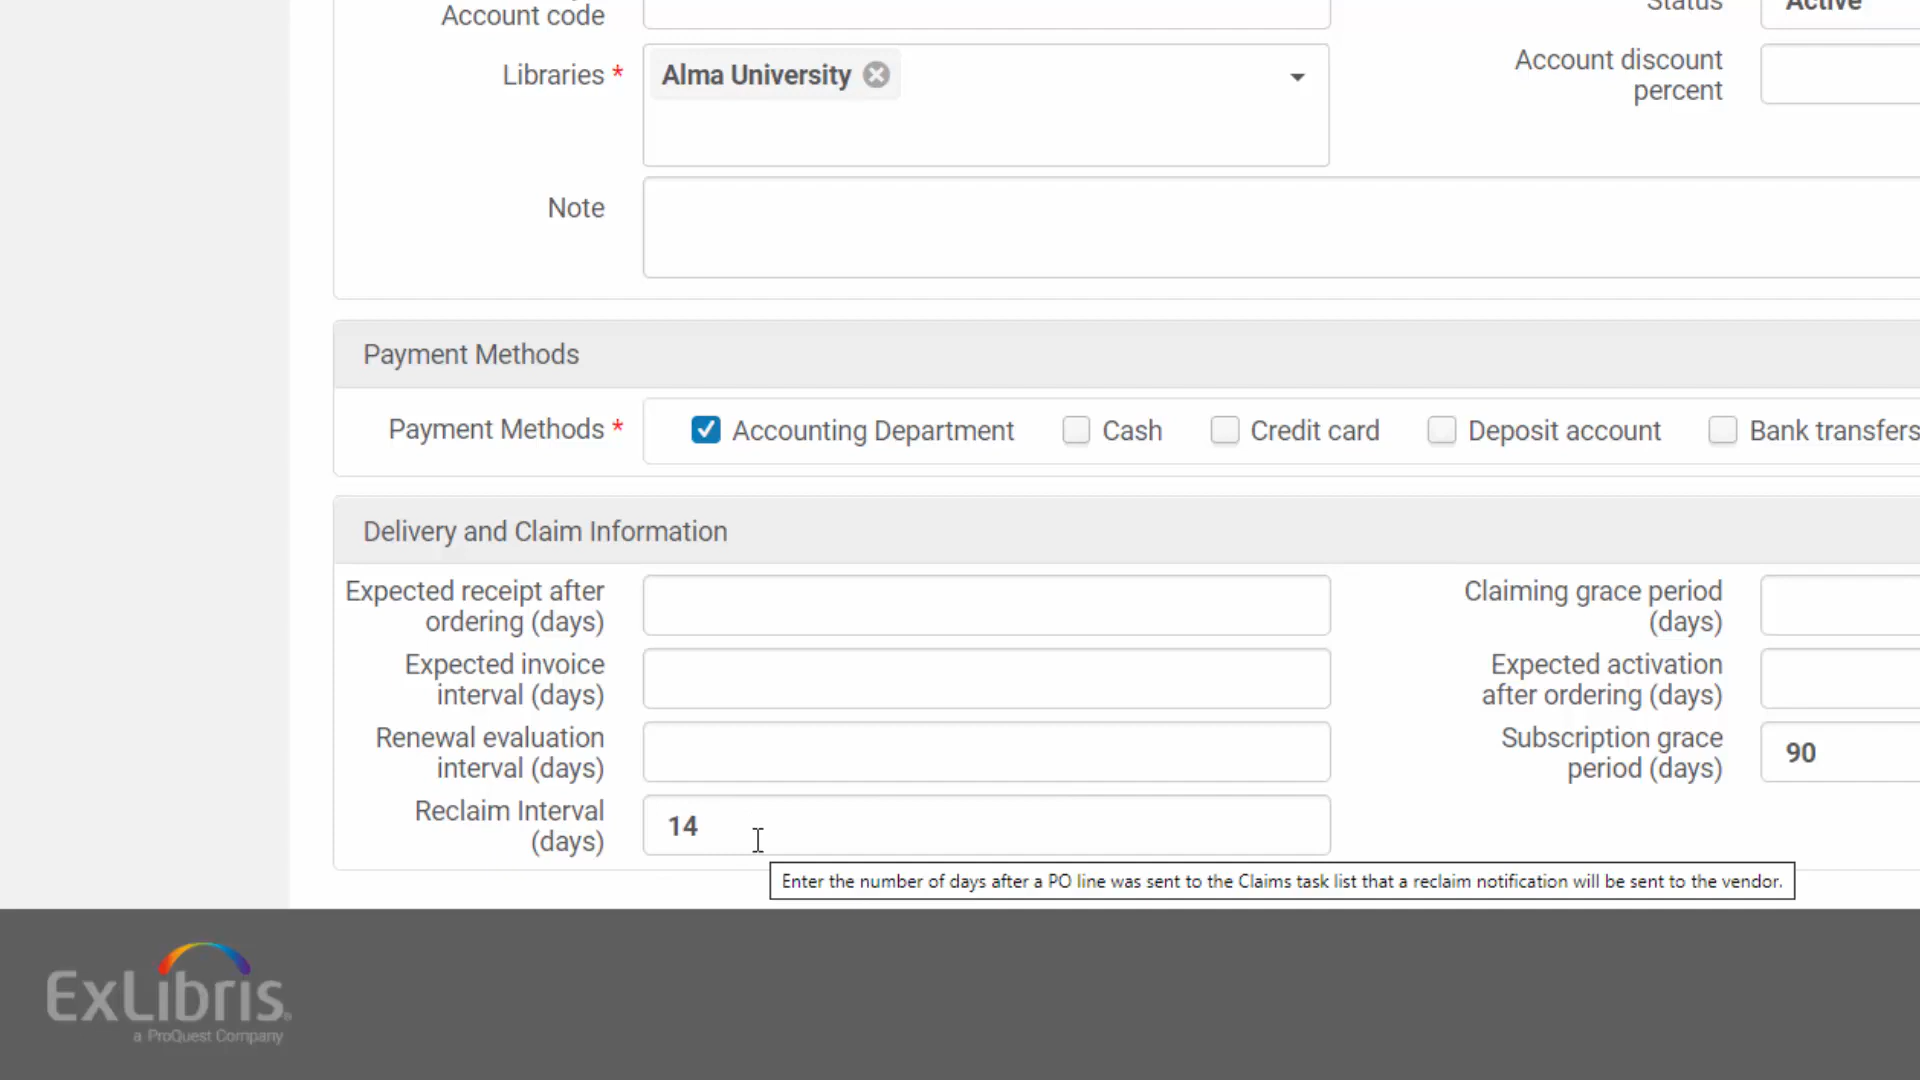 Account code
Status
Active
Libraries *
Alma University
Account discount
percent
Note
Payment Methods
Payment Methods *
Accounting Department
Cash
Credit card
Deposit account
Bank transfers
Delivery and Claim Information
Expected receipt after
ordering (days)
Claiming grace period
(days)
Expected invoice
interval (days)
Expected activation
after ordering (days)
Renewal evaluation
interval (days)
Subscription grace
period (days)
90
Reclaim Interval
(days)
14
Enter the number of days after a PO line was sent to the Claims task list that a reclaim notification will be sent to the vendor.
ExLibris®
a ProQuest Company